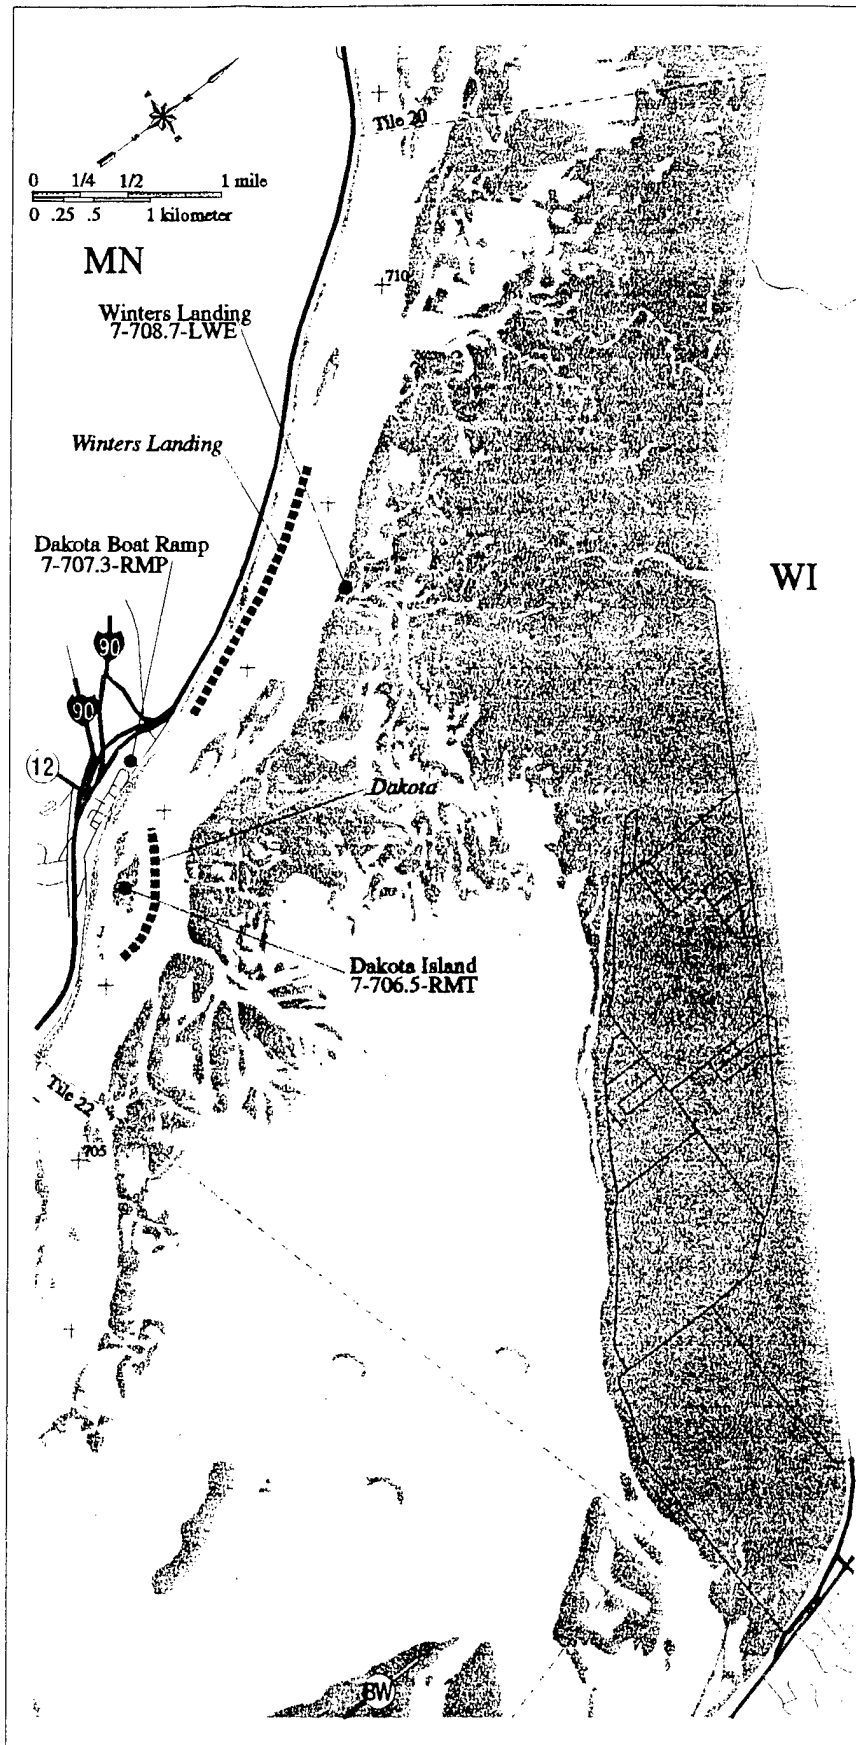 Tile 20
0 1/4 1/2 1 mile
0 .25 .5 1 kilometer
MN
710
Winters Landing
7-708.7-LWE
Winters Landing
Dakota Boat Ramp
7-707.3-RMP
WI
90
90
12
Dakota
Dakota Island
7-706.5-RMT
Tile 22
705
BW